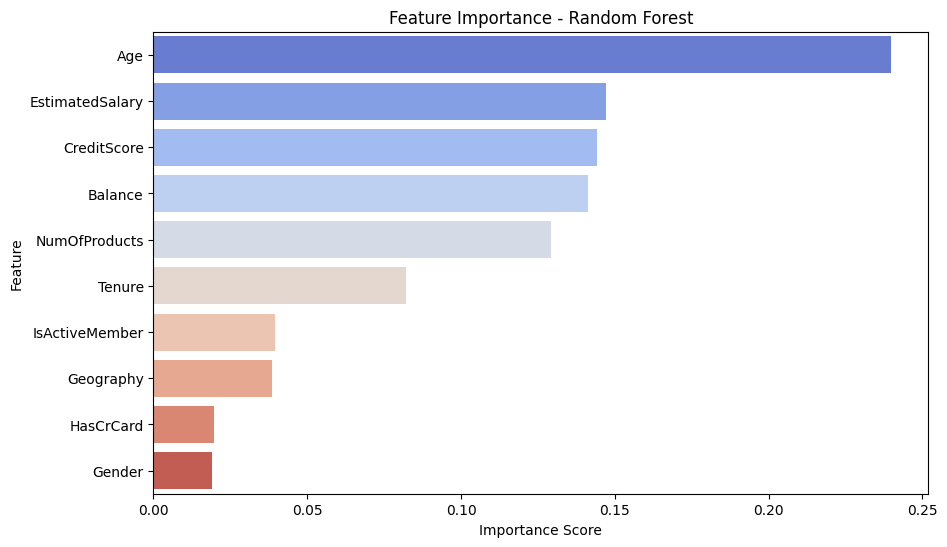 Feature Importance - Random Forest
Feature
Age
EstimatedSalary
CreditScore
Balance
NumOfProducts
Tenure
IsActiveMember
Geography
HasCrCard
Gender
0.00 0.05 0.10 0.15 0.20 0.25
Importance Score